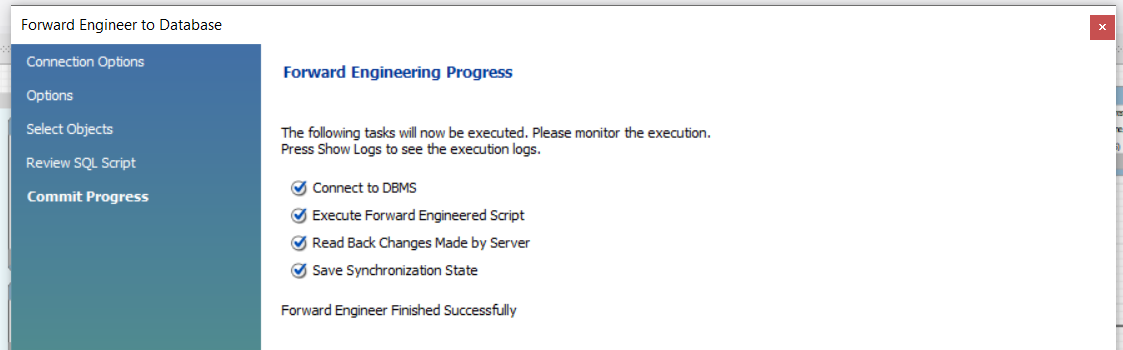 Forward Engineer to Database
Connection Options
Options
Select Objects
Review SQL Script
Commit Progress
Forward Engineering Progress
The following tasks will now be executed. Please monitor the execution.
Press Show Logs to see the execution logs.
Connect to DBMS
Execute Forward Engineered Script
Read Back Changes Made by Server
Save Synchronization State
Forward Engineer Finished Successfully